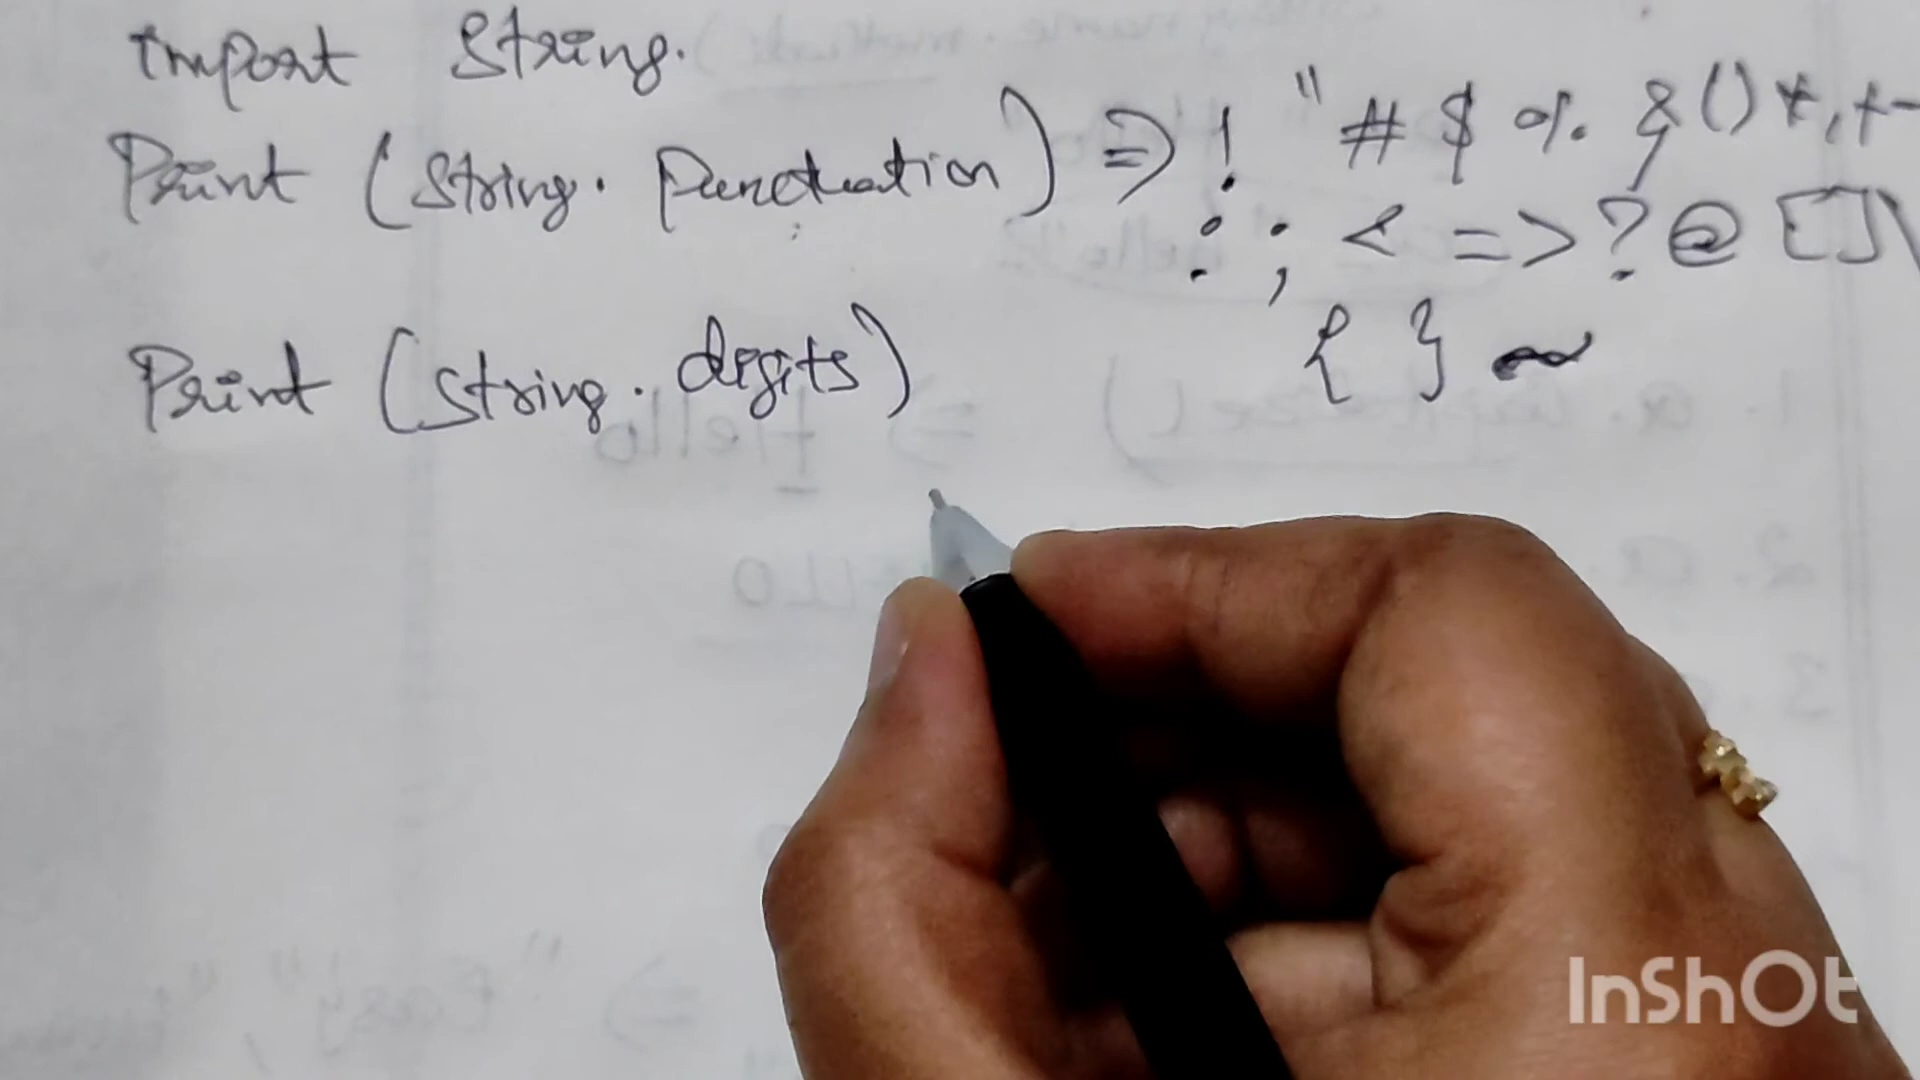 import string.
Print (string. punctuation) => ! " # $ % & () * , + -
: ; < = > ? @ [ ] \
{ } ~
Print (string. digits)
InShOt